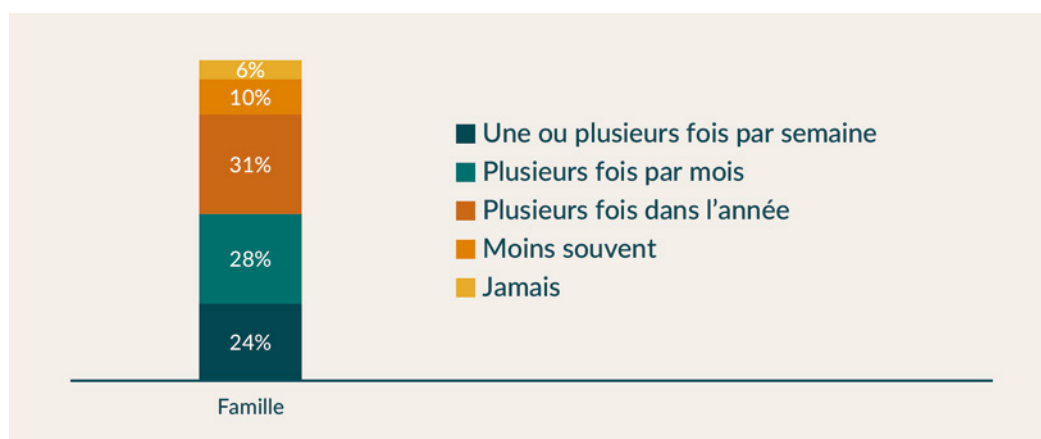 6%
10%
31%
28%
24%
Famille
Une ou plusieurs fois par semaine
Plusieurs fois par mois
Plusieurs fois dans l’année
Moins souvent
Jamais